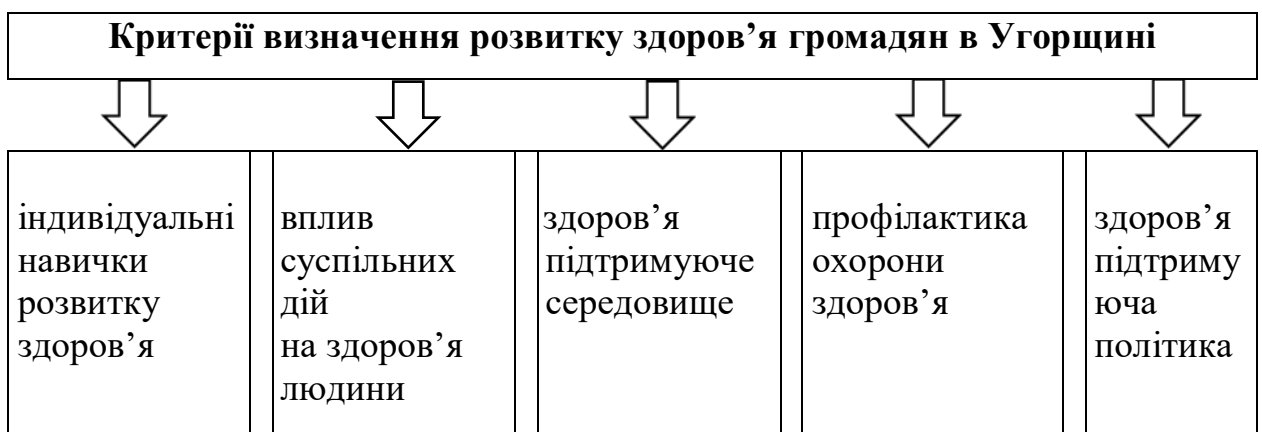 Критерії визначення розвитку здоров’я громадян в Угорщині
індивідуальні
навички
розвитку
здоров’я
вплив
суспільних
дій
на здоров’я
людини
здоров’я
підтримуюче
середовище
профілактика
охорони
здоров’я
здоров’я
підтриму
юча
політика